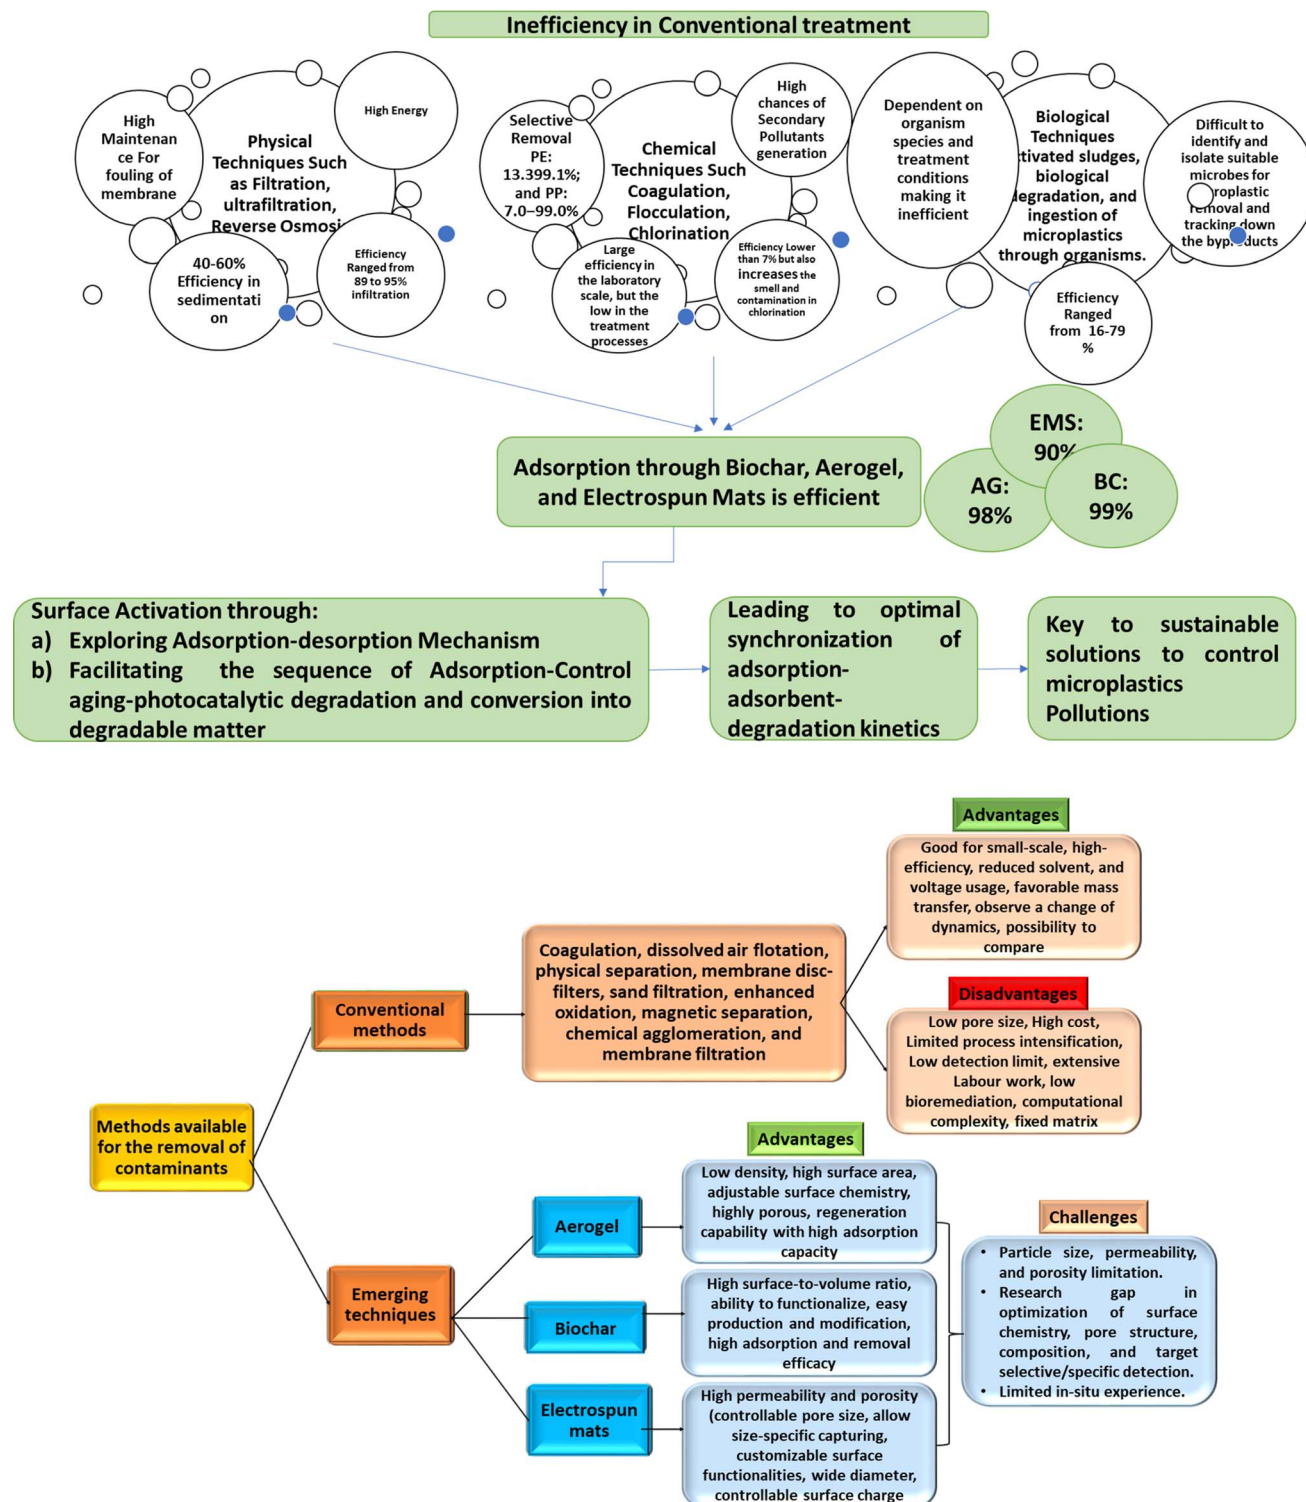 Inefficiency in Conventional treatment
High
Maintenan
ce For
fouling of
membrane
Physical
Techniques Such
as Filtration,
ultrafiltration,
Reverse Osmosi
High Energy
40-60%
Efficiency in
sedimentati
on
Efficiency
Ranged from
89 to 95%
infiltration
Selective
Removal
PE:
13.399.1%;
and PP:
7.0–99.0%
Chemical
Techniques Such
Coagulation,
Flocculation,
Chlorination
High
chances of
Secondary
Pollutants
generation
Large
efficiency in
the laboratory
scale, but the
low in the
treatment
processes
Efficiency Lower
than 7% but also
increases the
smell and
contamination in
chlorination
Dependent on
organism
species and
treatment
conditions
making it
inefficient
Biological
Techniques
ctivated sludges,
biological
degradation, and
ingestion of
microplastics
through organisms.
Difficult to
identify and
isolate suitable
microbes for
roplastic
removal and
tracking down
the byproducts
Efficiency
Ranged
from 16-79
%
Adsorption through Biochar, Aerogel,
and Electrospun Mats is efficient
EMS:
90%
AG:
98%
BC:
99%
Surface Activation through:
a) Exploring Adsorption-desorption Mechanism
b) Facilitating the sequence of Adsorption-Control
aging-photocatalytic degradation and conversion into
degradable matter
Leading to optimal
synchronization of
adsorption-
adsorbent-
degradation kinetics
Key to sustainable
solutions to control
microplastics
Pollutions
Methods available
for the removal of
contaminants
Conventional
methods
Coagulation, dissolved air flotation,
physical separation, membrane disc-
filters, sand filtration, enhanced
oxidation, magnetic separation,
chemical agglomeration, and
membrane filtration
Advantages
Good for small-scale, high-
efficiency, reduced solvent, and
voltage usage, favorable mass
transfer, observe a change of
dynamics, possibility to
compare
Disadvantages
Low pore size, High cost,
Limited process intensification,
Low detection limit, extensive
Labour work, low
bioremediation, computational
complexity, fixed matrix
Emerging
techniques
Advantages
Aerogel
Low density, high surface area,
adjustable surface chemistry,
highly porous, regeneration
capability with high adsorption
capacity
Biochar
High surface-to-volume ratio,
ability to functionalize, easy
production and modification,
high adsorption and removal
efficacy
Electrospun
mats
High permeability and porosity
(controllable pore size, allow
size-specific capturing,
customizable surface
functionalities, wide diameter,
controllable surface charge
Challenges
• Particle size, permeability,
and porosity limitation.
• Research gap in
optimization of surface
chemistry, pore structure,
composition, and target
selective/specific detection.
• Limited in-situ experience.